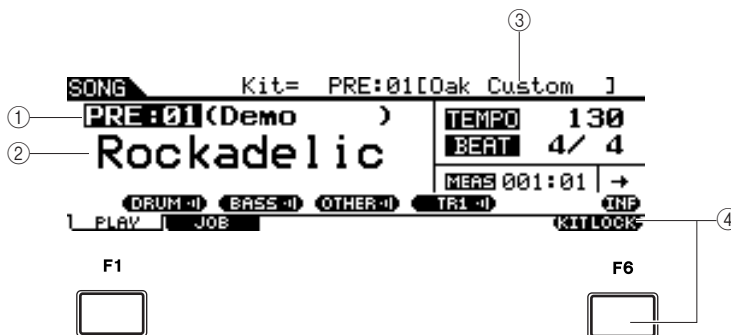 ③
SONG Kit= PRE:01[Oak Custom ]
① PRE:01(Demo ) TEMPO 130
② Rockadelic BEAT 4/ 4
MEAS 001:01 →
DRUM BASS OTHER TR1 INF
PLAY JOB KITLOCK ④
F1 F6